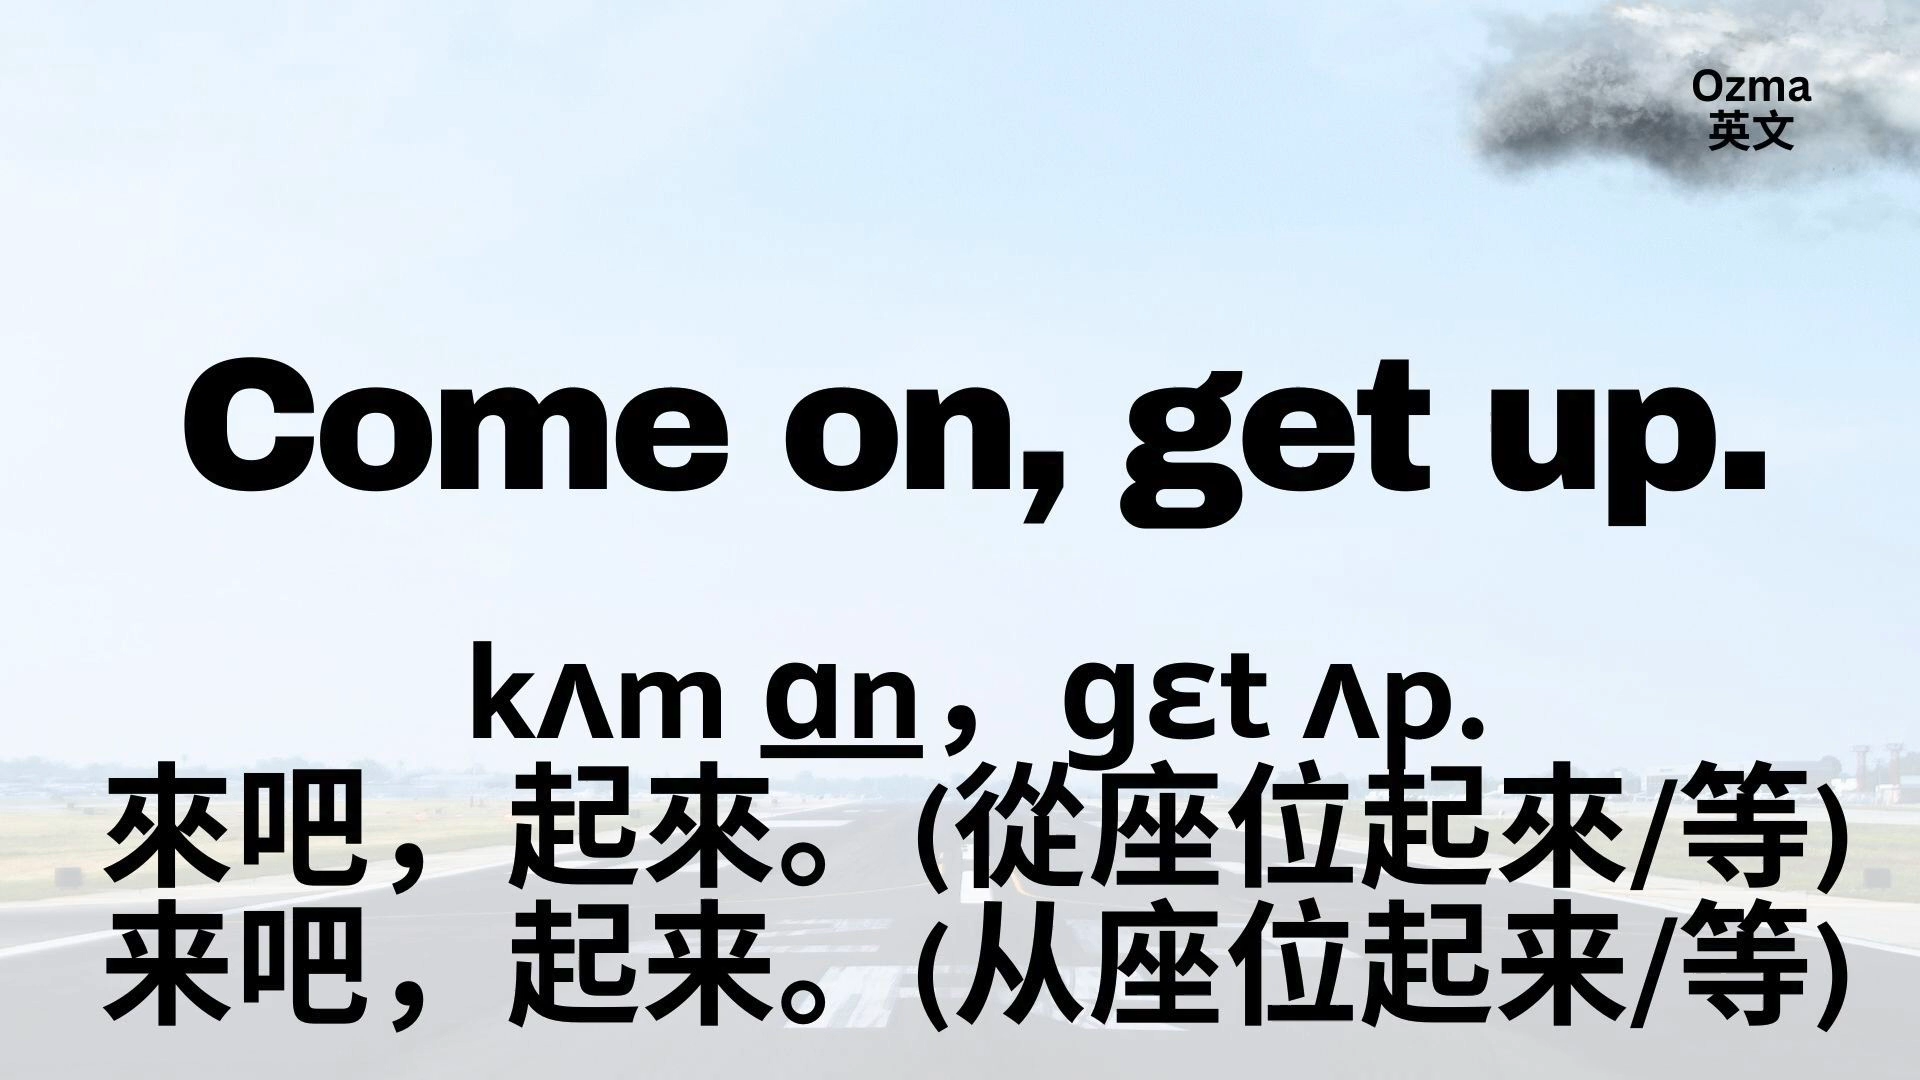 Ozma
英文
Come on, get up.
kʌm ɑn，gɛt ʌp.
來吧，起來。(從座位起來/等)
来吧，起来。(从座位起来/等)